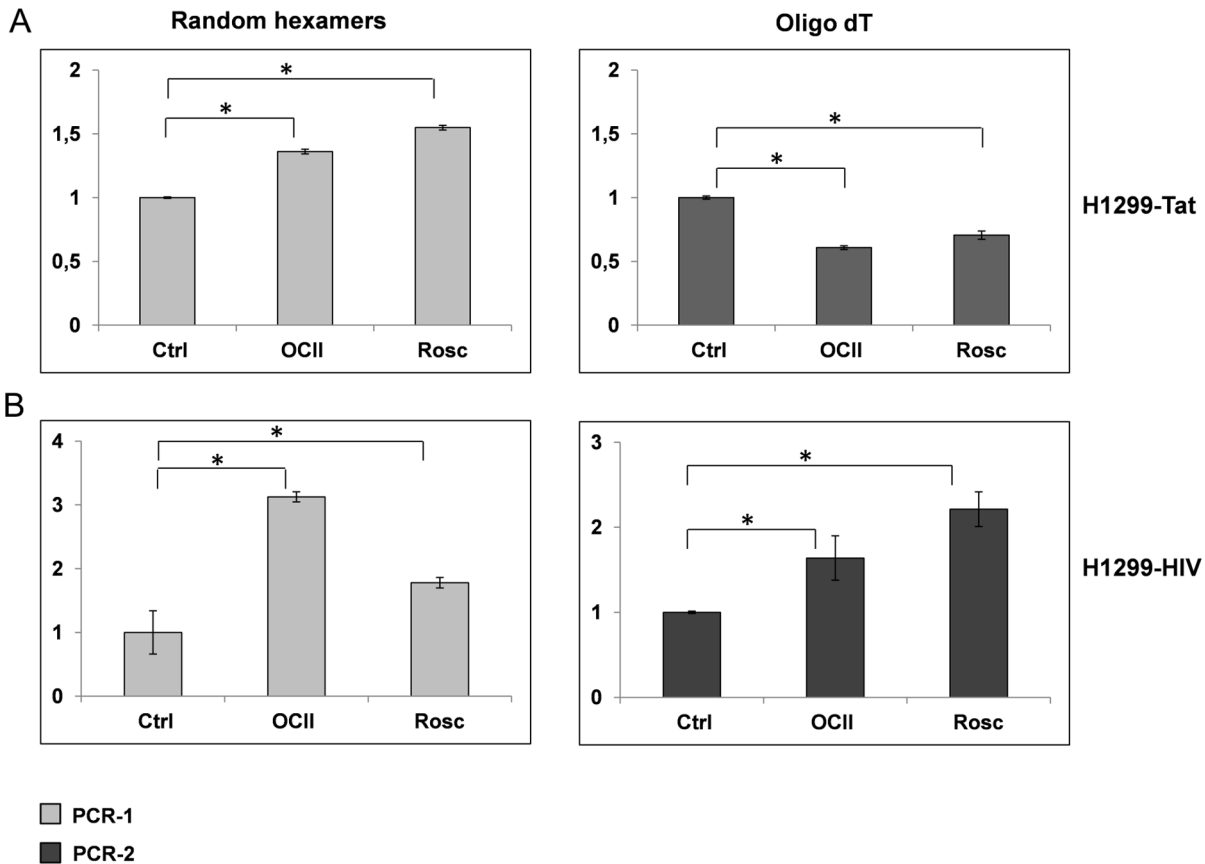 A
Random hexamers
Oligo dT
2
1,5
1
0,5
0
*
*
Ctrl
OCII
Rosc
2
1,5
1
0,5
0
*
*
Ctrl
OCII
Rosc
H1299-Tat
B
4
3
2
1
0
*
*
Ctrl
OCII
Rosc
3
2
1
0
*
*
Ctrl
OCII
Rosc
H1299-HIV
PCR-1
PCR-2